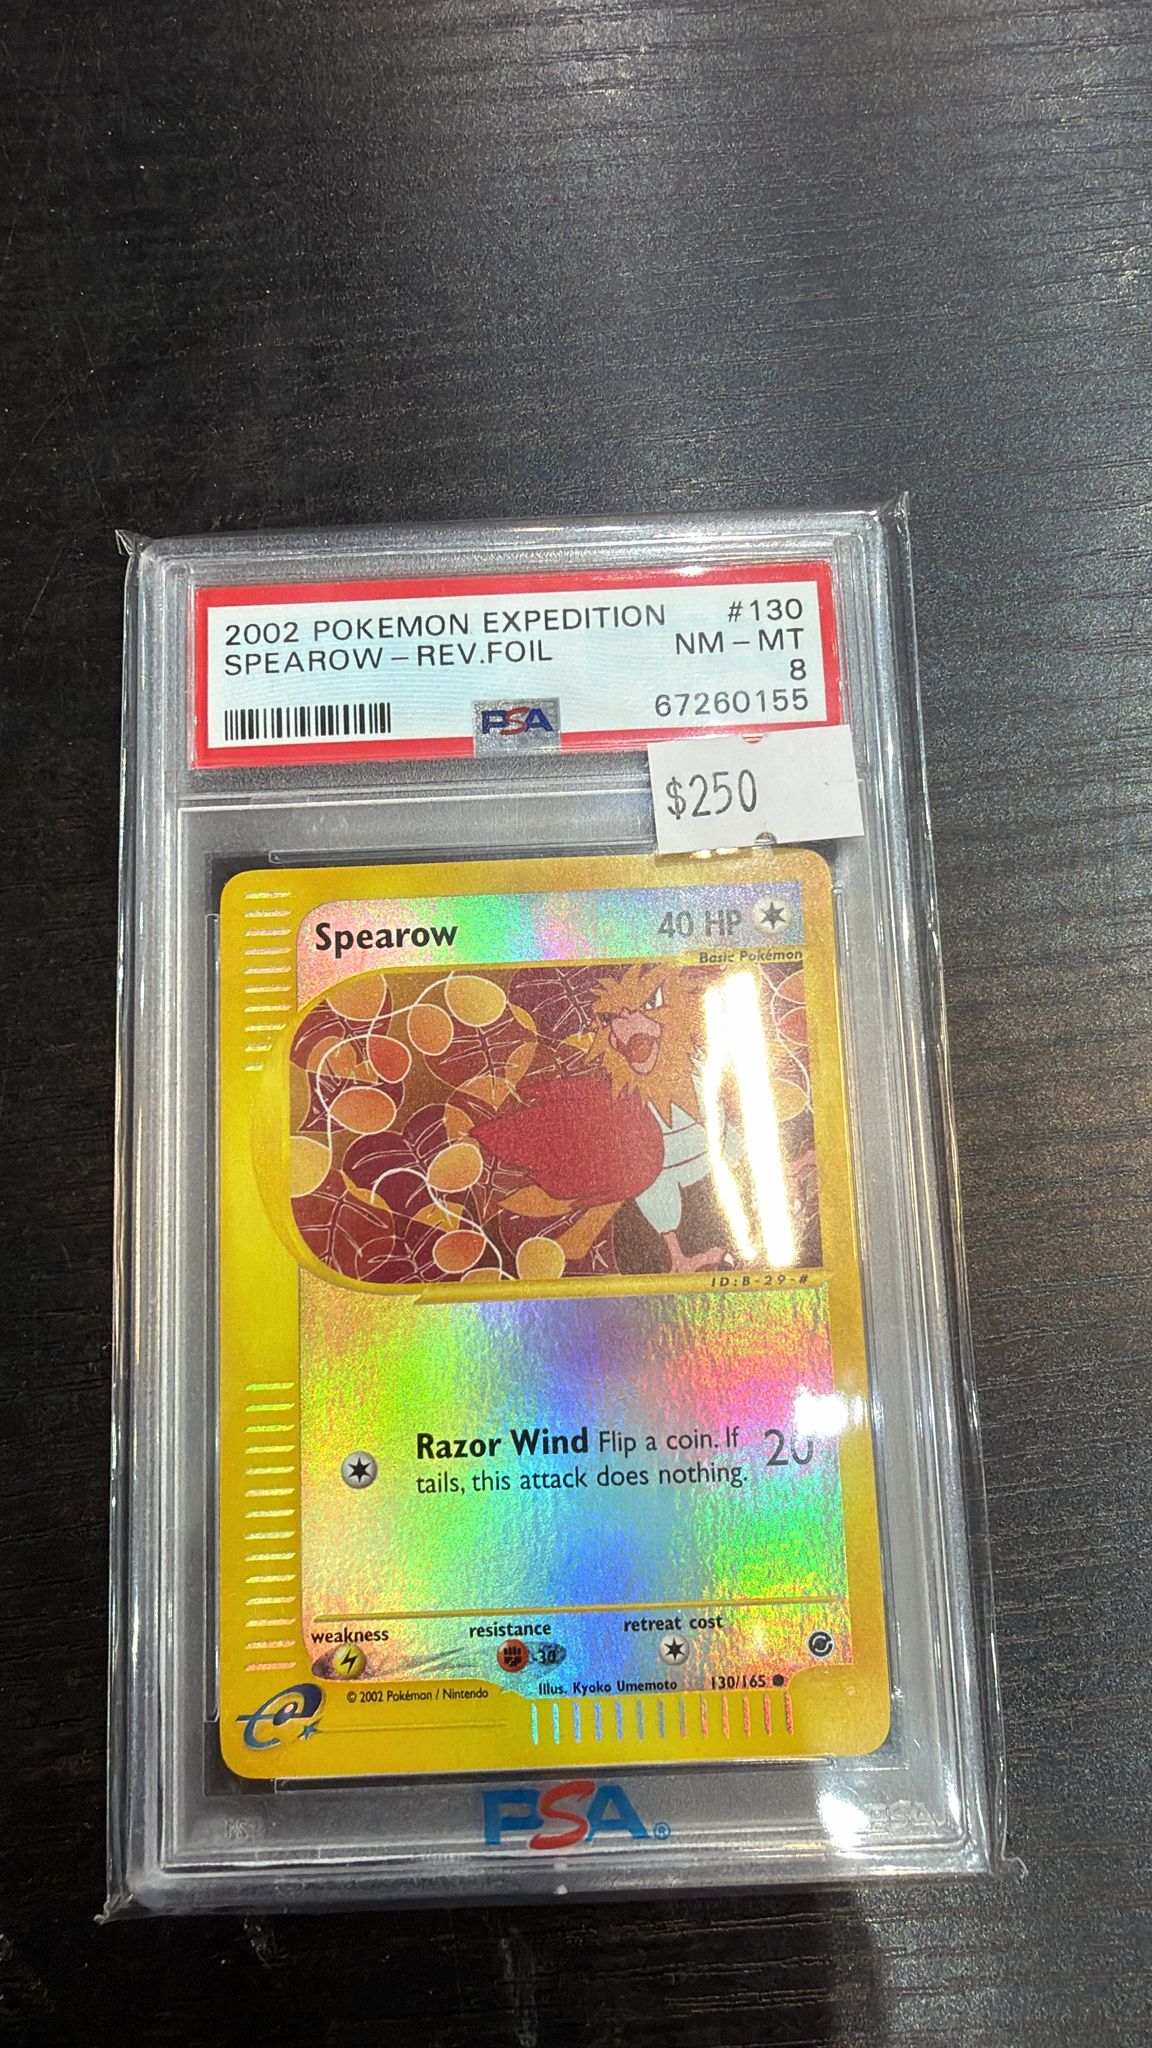 2002 POKEMON EXPEDITION #130
SPEAROW - REV.FOIL NM - MT
8
PSA 67260155
$250
Spearow 40 HP
Basic Pokémon
ID:B-29-#
Razor Wind Flip a coin. If 20
tails, this attack does nothing.
weakness resistance retreat cost
-30
© 2002 Pokémon / Nintendo Illus. Kyoko Umemoto 130/165
e
PSA®